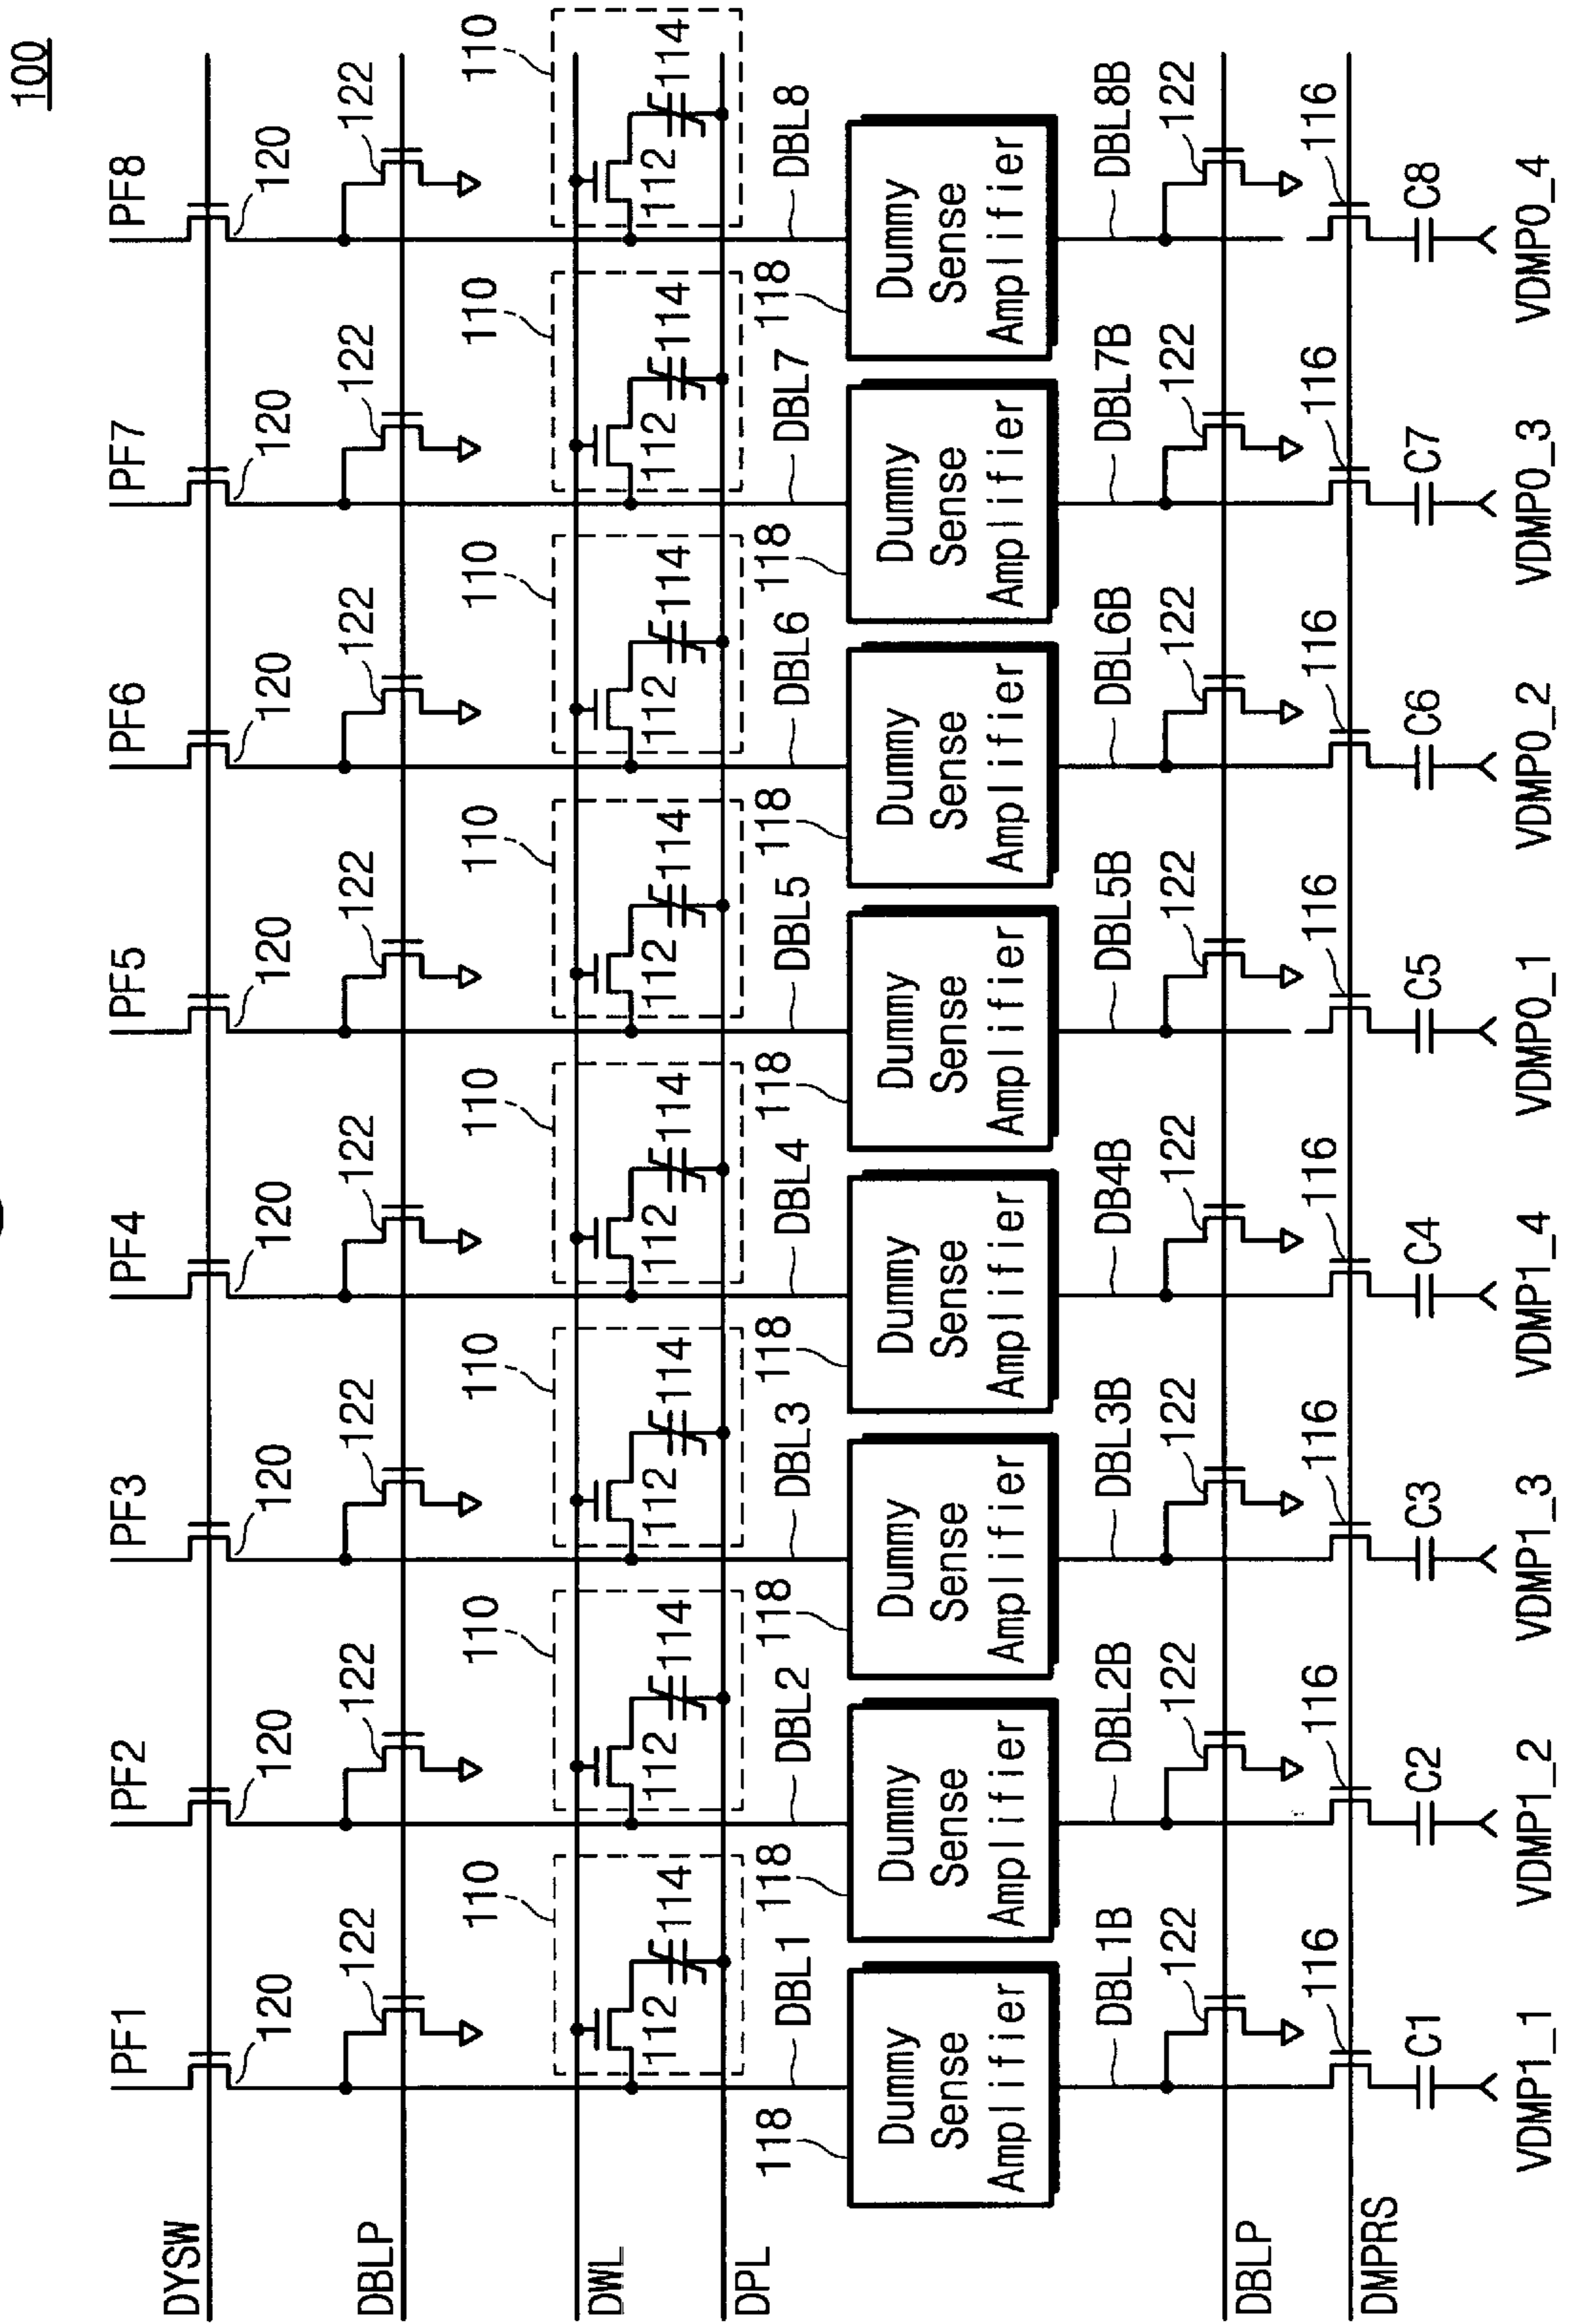 100
PF1 PF2 PF3 PF4 PF5 PF6 PF7 PF8
DYSW
120 120 120 120 120 120 120 120
122 122 122 122 122 122 122 122
DBLP
110 110 110 110 110 110 110 110
DWL
112 114 112 114 112 114 112 114 112 114 112 114 112 114 112 114
DPL
118 DBL1 118 DBL2 118 DBL3 118 DBL4 118 DBL5 118 DBL6 118 DBL7 118 DBL8
Dummy Dummy Dummy Dummy Dummy Dummy Dummy Dummy
Sense Sense Sense Sense Sense Sense Sense Sense
Amplifier Amplifier Amplifier Amplifier Amplifier Amplifier Amplifier Amplifier
DBL1B DBL2B DBL3B DB4B DBL5B DBL6B DBL7B DBL8B
122 122 122 122 122 122 122 122
DBLP
116 116 116 116 116 116 116 116
DMPRS
C1 C2 C3 C4 C5 C6 C7 C8
VDMP1_1 VDMP1_2 VDMP1_3 VDMP1_4 VDMP0_1 VDMP0_2 VDMP0_3 VDMP0_4